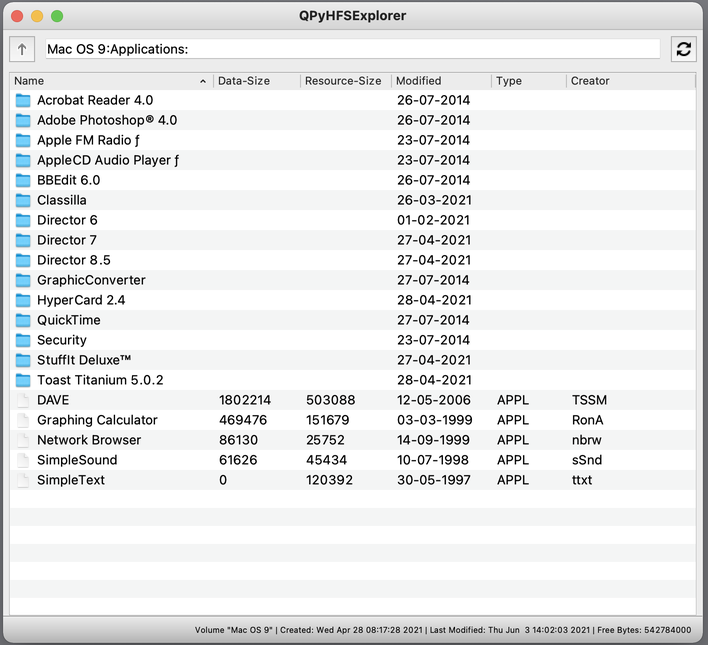 QPyHFSExplorer
Mac OS 9:Applications:
Name Data-Size Resource-Size Modified Type Creator
Acrobat Reader 4.0 26-07-2014
Adobe Photoshop® 4.0 26-07-2014
Apple FM Radio ƒ 23-07-2014
AppleCD Audio Player ƒ 23-07-2014
BBEdit 6.0 26-07-2014
Classilla 26-03-2021
Director 6 01-02-2021
Director 7 27-04-2021
Director 8.5 27-04-2021
GraphicConverter 27-07-2014
HyperCard 2.4 28-04-2021
QuickTime 27-07-2014
Security 23-07-2014
StuffIt Deluxe™ 27-04-2021
Toast Titanium 5.0.2 28-04-2021
DAVE 1802214 503088 12-05-2006 APPL TSSM
Graphing Calculator 469476 151679 03-03-1999 APPL RonA
Network Browser 86130 25752 14-09-1999 APPL nbrw
SimpleSound 61626 45434 10-07-1998 APPL sSnd
SimpleText 0 120392 30-05-1997 APPL ttxt
Volume "Mac OS 9" | Created: Wed Apr 28 08:17:28 2021 | Last Modified: Thu Jun  3 14:02:03 2021 | Free Bytes: 542784000